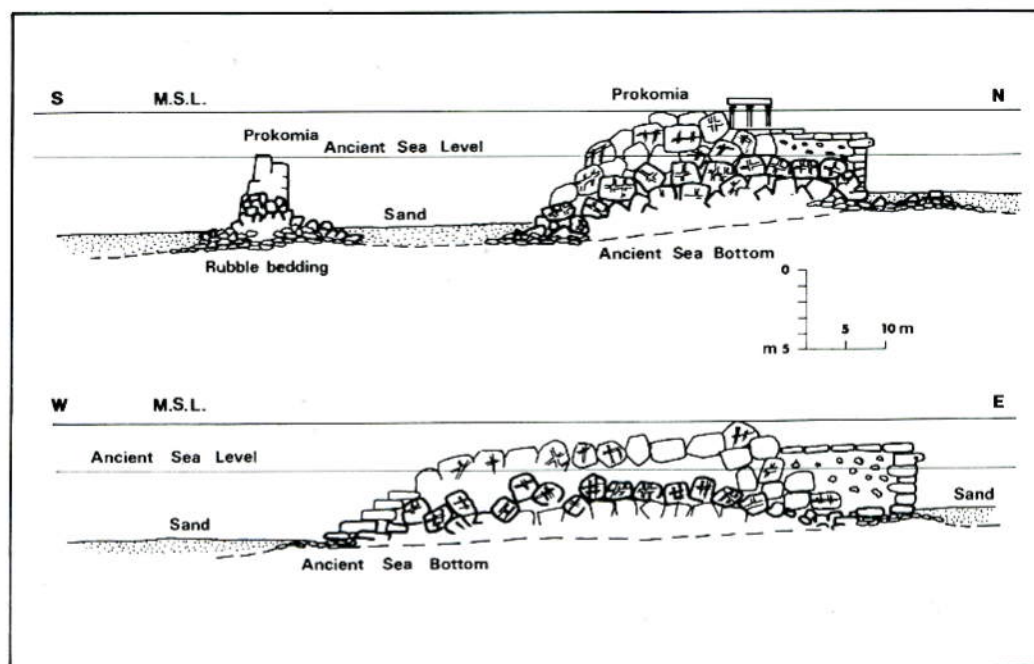 S M.S.L. Prokomia N
Prokomia
Ancient Sea Level
Sand
Rubble bedding
Ancient Sea Bottom
0
5 10 m
m 5
W M.S.L. E
Ancient Sea Level
Sand
Sand
Ancient Sea Bottom